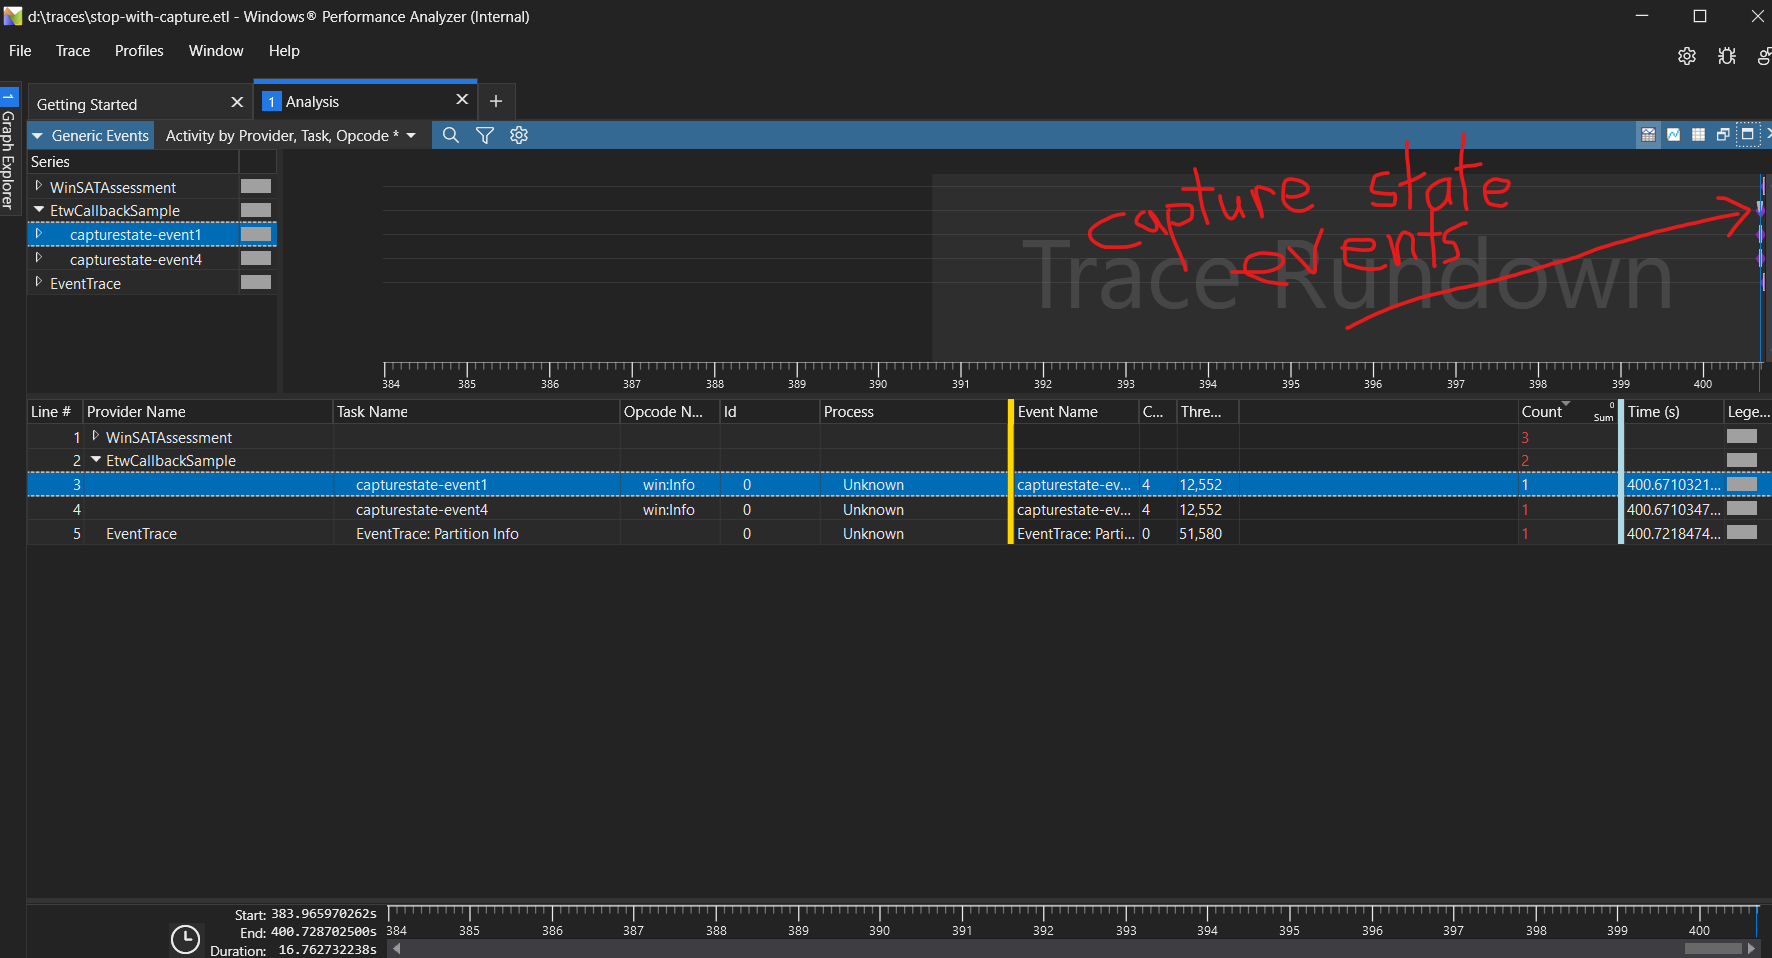 d:\traces\stop-with-capture.etl - Windows® Performance Analyzer (Internal)
File Trace Profiles Window Help
1 Graph Explorer
Getting Started
1 Analysis
Generic Events Activity by Provider, Task, Opcode *
Series
WinSATAssessment
EtwCallbackSample
capturestate-event1
capturestate-event4
EventTrace
capture state
events
Trace Rundown
384 385 386 387 388 389 390 391 392 393 394 395 396 397 398 399 400
Line # Provider Name Task Name Opcode N... Id Process Event Name C... Thre... Count 0 Sum Time (s) Lege...
1 WinSATAssessment 3
2 EtwCallbackSample 2
3 capturestate-event1 win:Info 0 Unknown capturestate-ev... 4 12,552 1 400.6710321...
4 capturestate-event4 win:Info 0 Unknown capturestate-ev... 4 12,552 1 400.6710347...
5 EventTrace EventTrace: Partition Info 0 Unknown EventTrace: Parti... 0 51,580 1 400.7218474...
Start: 383.965970262s
End: 400.728702500s
Duration: 16.762732238s
384 385 386 387 388 389 390 391 392 393 394 395 396 397 398 399 400